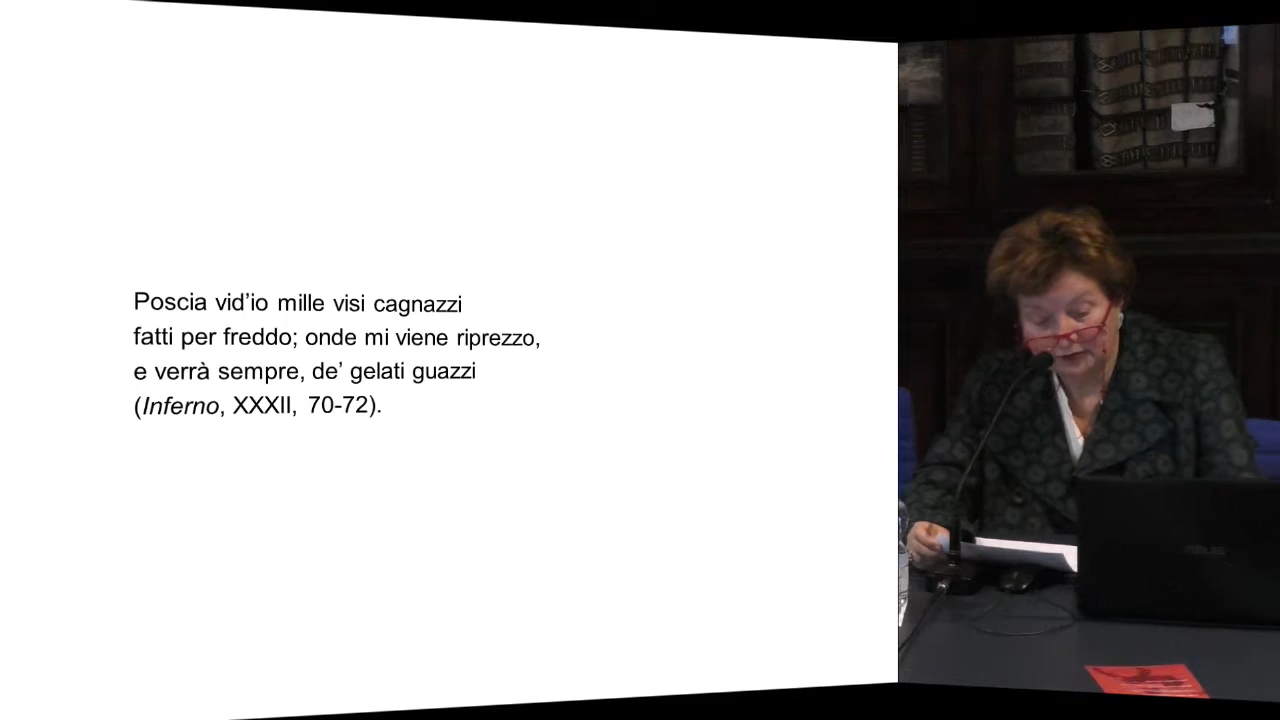 Poscia vid’io mille visi cagnazzi
fatti per freddo; onde mi viene riprezzo,
e verrà sempre, de’ gelati guazzi
(Inferno, XXXII, 70-72).
ASUS